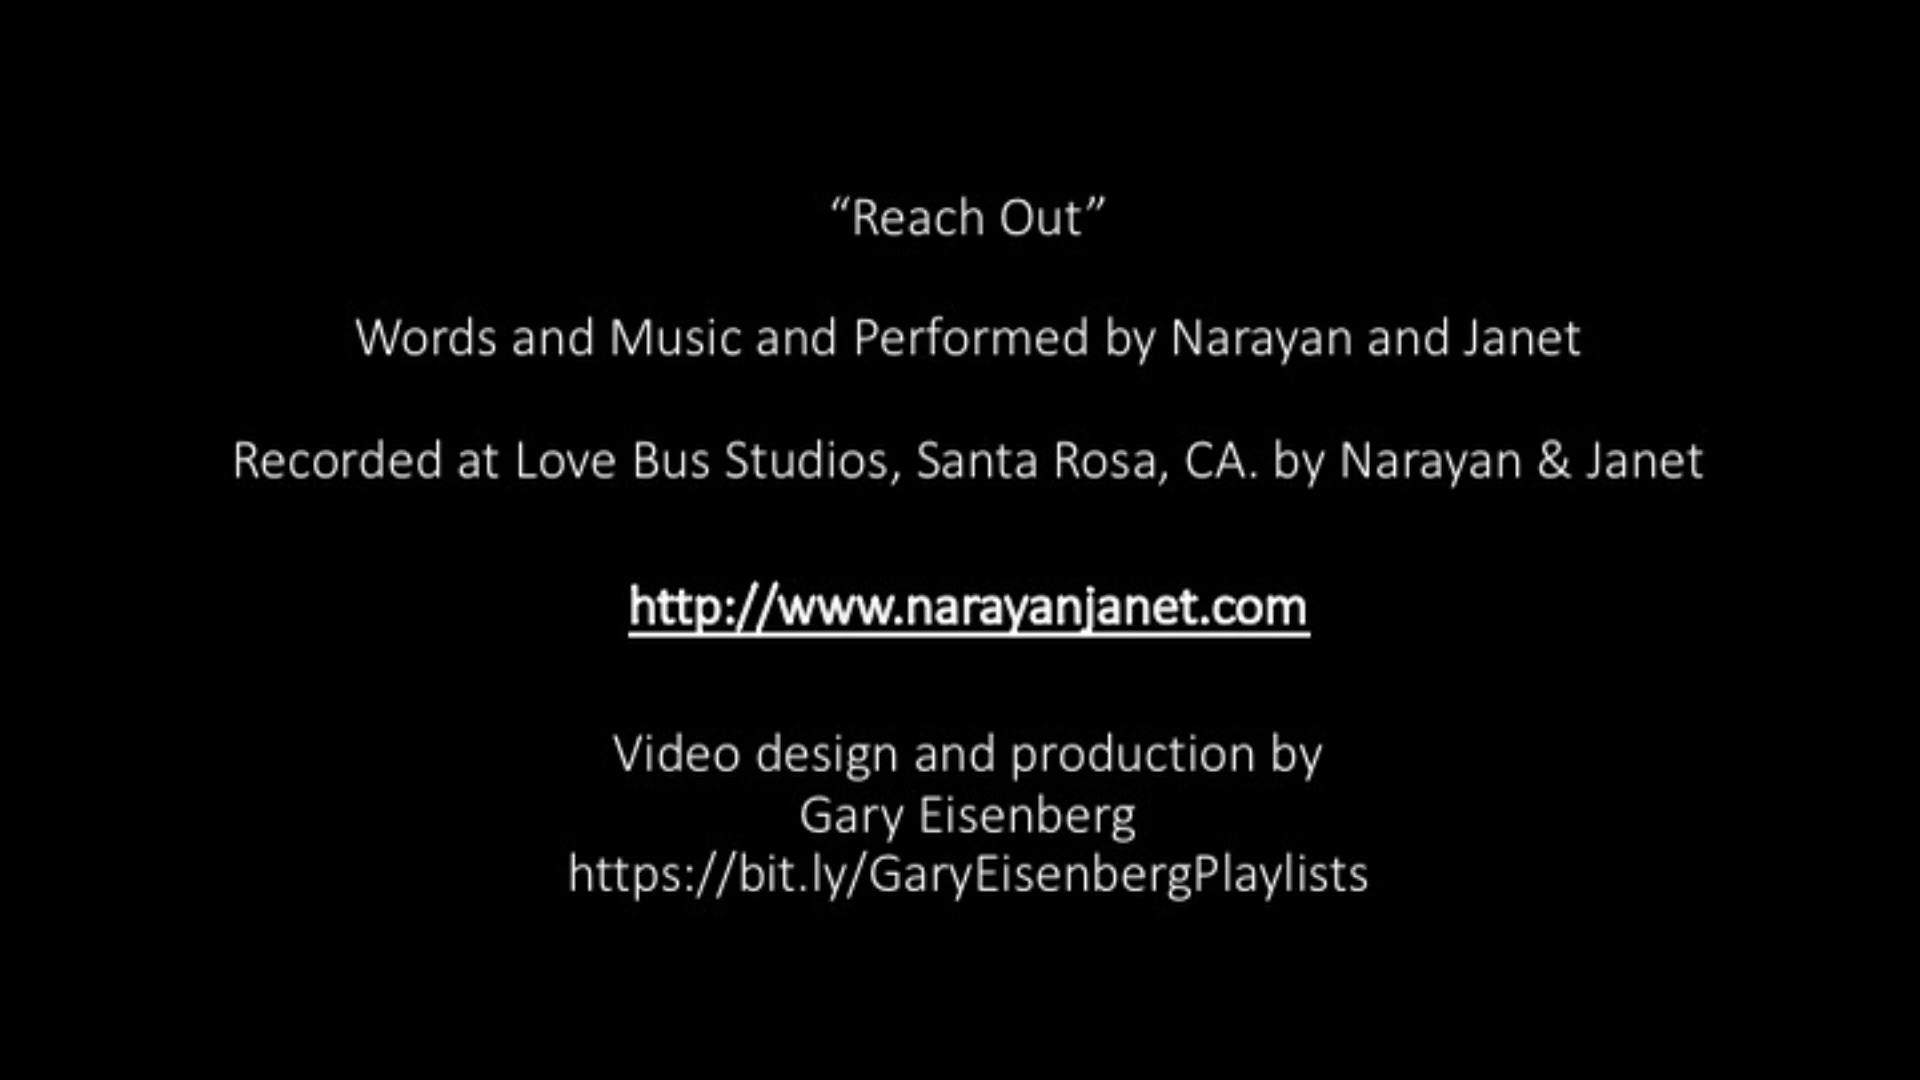 “Reach Out”
Words and Music and Performed by Narayan and Janet
Recorded at Love Bus Studios, Santa Rosa, CA. by Narayan & Janet
http://www.narayanjanet.com
Video design and production by
Gary Eisenberg
https://bit.ly/GaryEisenbergPlaylists